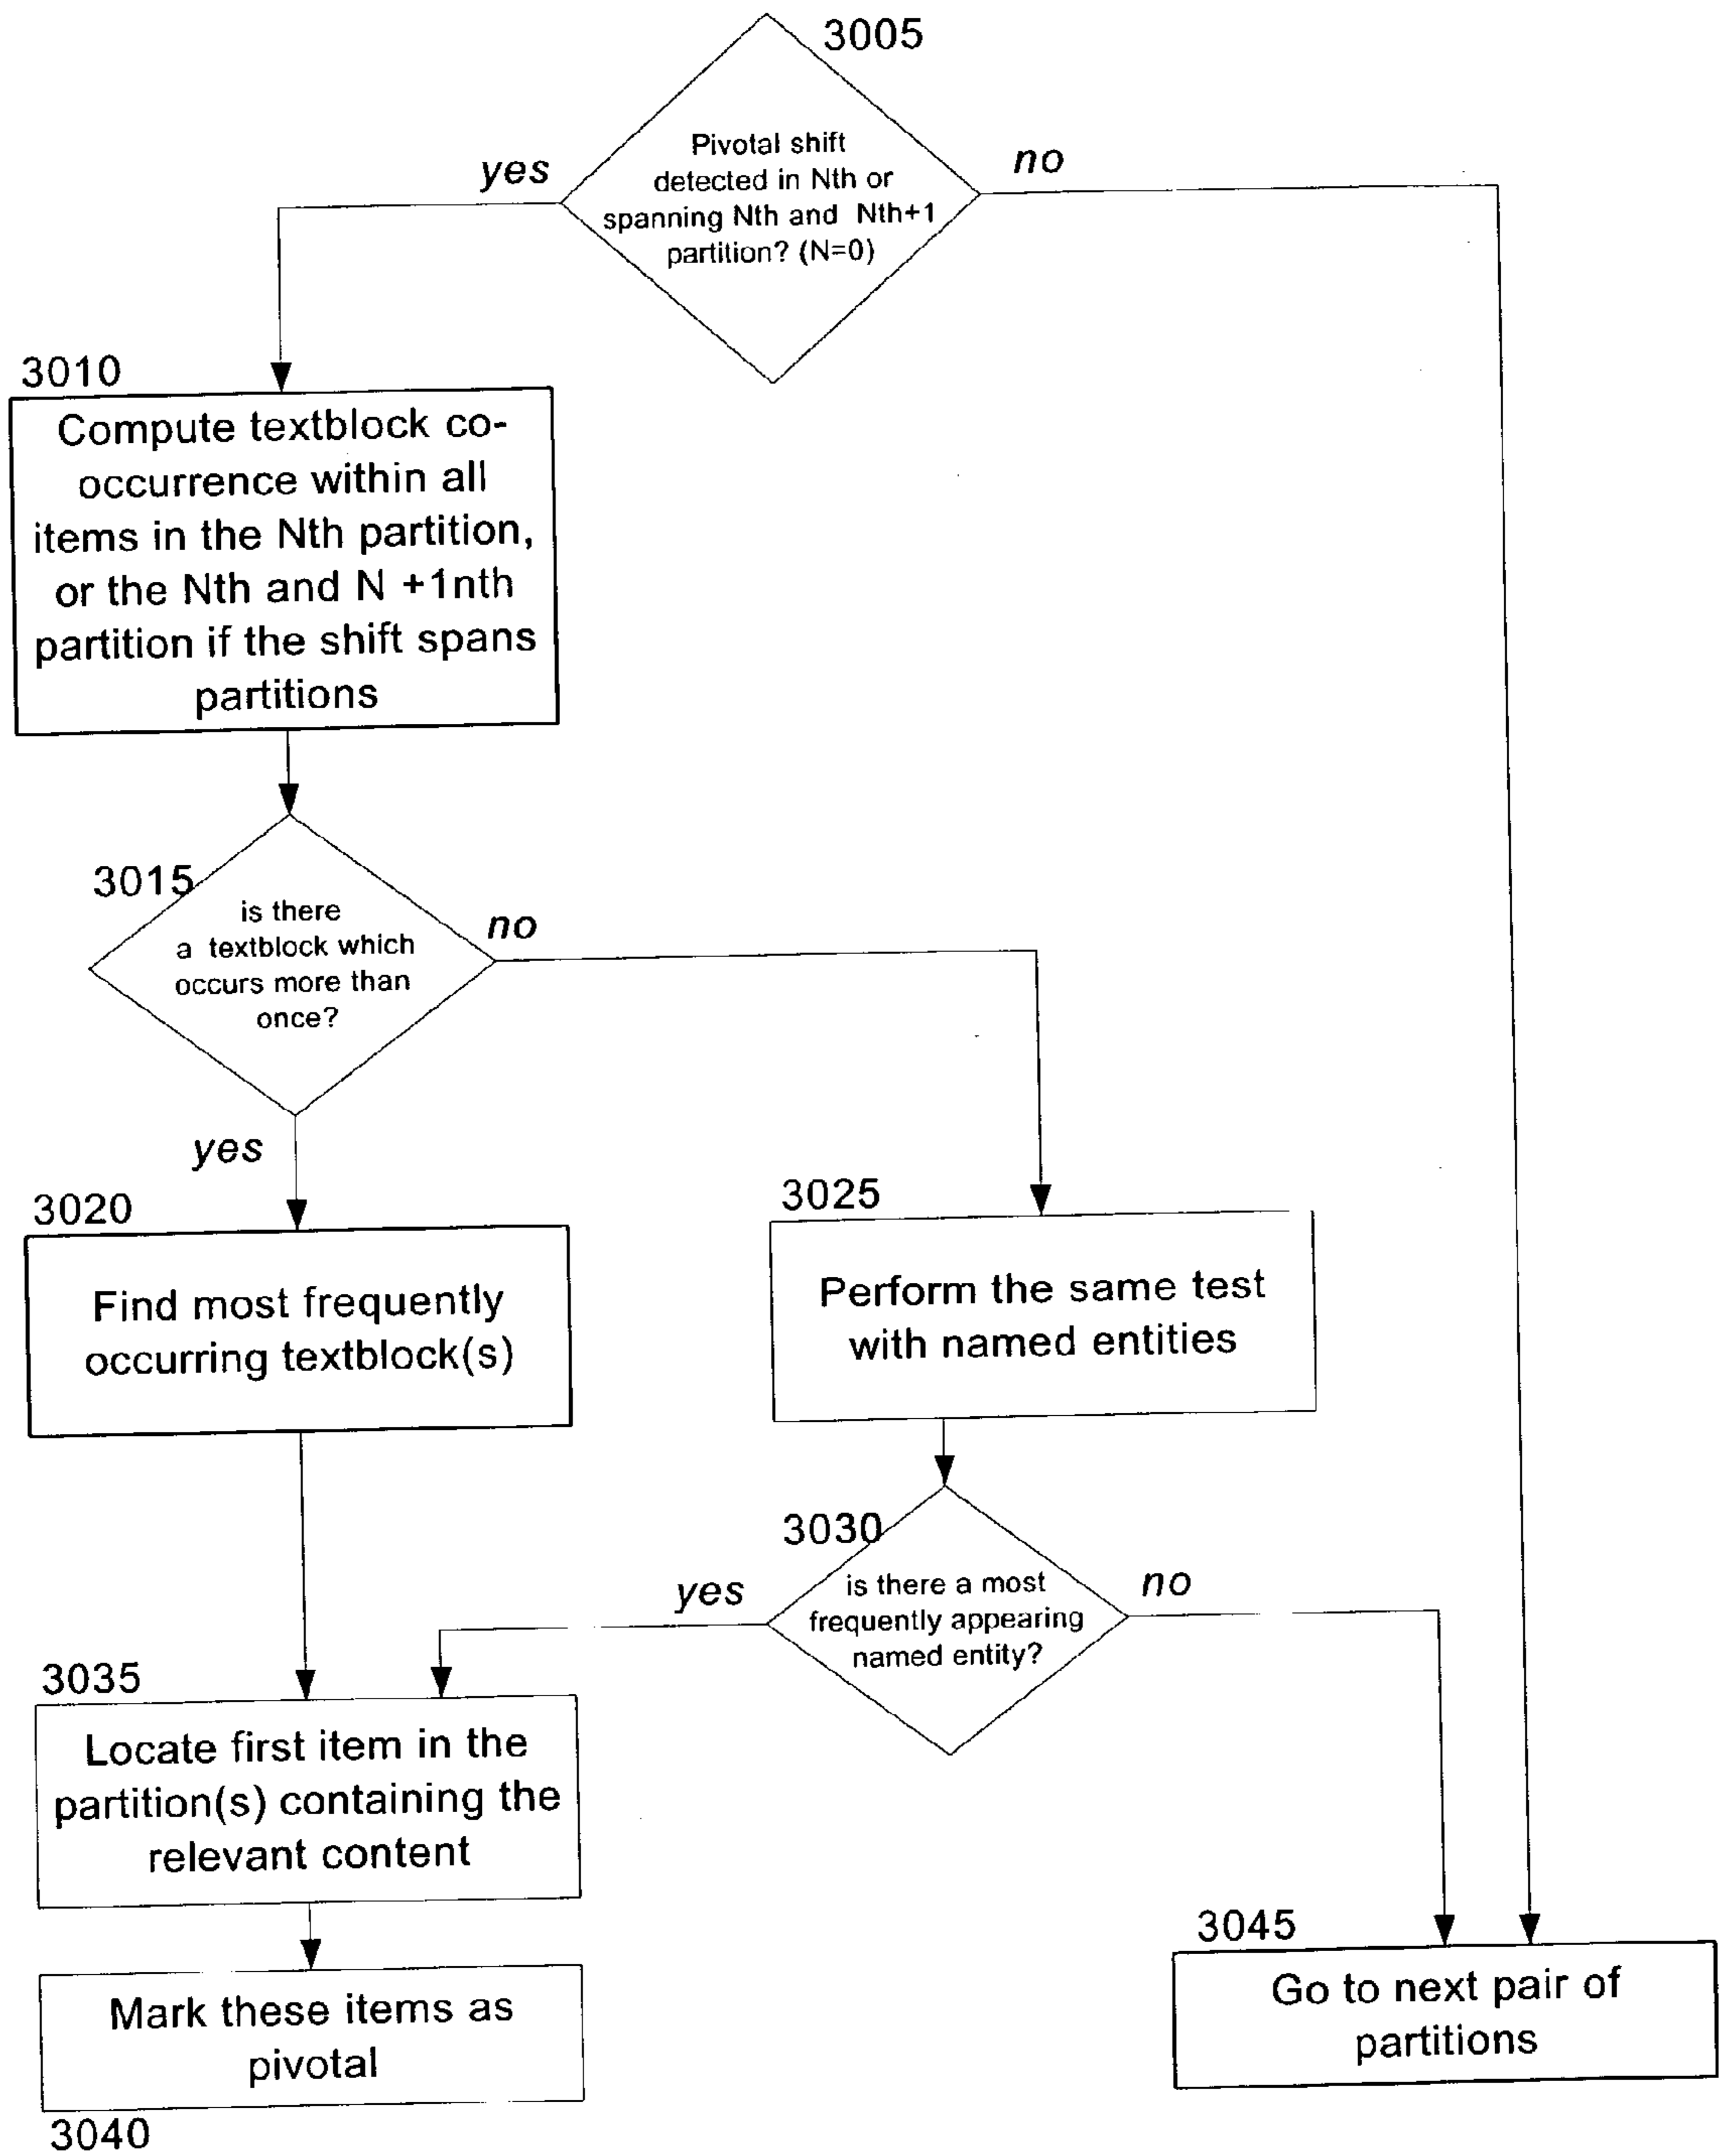 3005
Pivotal shift
detected in Nth or
spanning Nth and Nth+1
partition? (N=0)
yes
no
3010
Compute textblock co-
occurrence within all
items in the Nth partition,
or the Nth and N +1nth
partition if the shift spans
partitions
3015
is there
a textblock which
occurs more than
once?
no
yes
3020
Find most frequently
occurring textblock(s)
3025
Perform the same test
with named entities
3030
is there a most
frequently appearing
named entity?
yes
no
3035
Locate first item in the
partition(s) containing the
relevant content
Mark these items as
pivotal
3040
3045
Go to next pair of
partitions